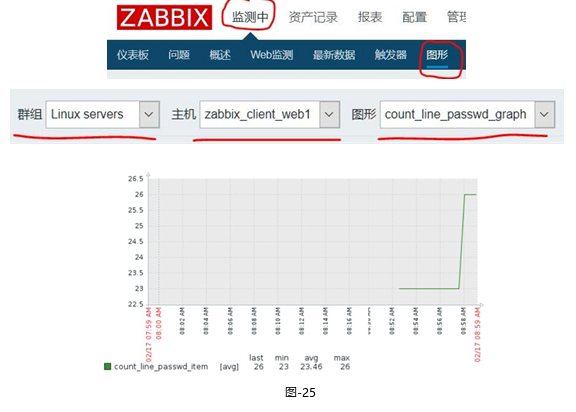 ZABBIX 监测中 资产记录 报表 配置
仪表板 问题 概述 Web监测 最新数据 触发器 图形
群组 Linux servers 主机 zabbix_client_web1 图形 count_line_passwd_graph
26.5
26
25.5
25
24.5
24
23.5
23
22.5
02/17 07:59 AM 08:00 AM 08:02 AM 08:04 AM 08:06 AM 08:08 AM 08:10 AM 08:12 AM 08:14 AM 08:16 AM 08:52 AM 08:54 AM 08:56 AM 08:58 AM 02/17 08:59 AM
last min avg max
count_line_passwd_item [avg] 26 23 23.46 26
图-25